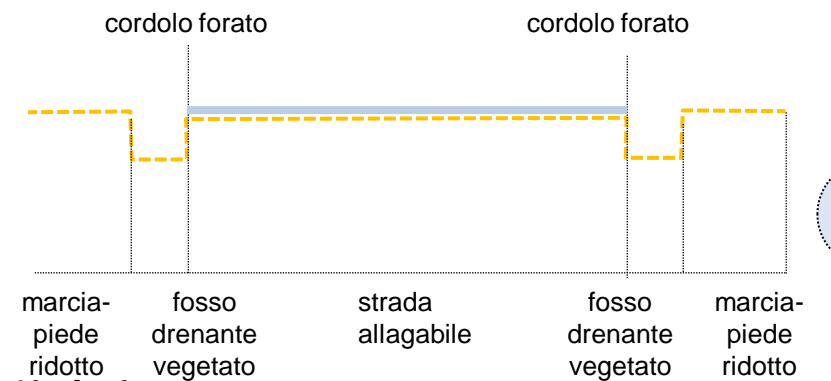 cordolo forato
cordolo forato
marcia-
piede
ridotto
fosso
drenante
vegetato
strada
allagabile
fosso
drenante
vegetato
marcia-
piede
ridotto